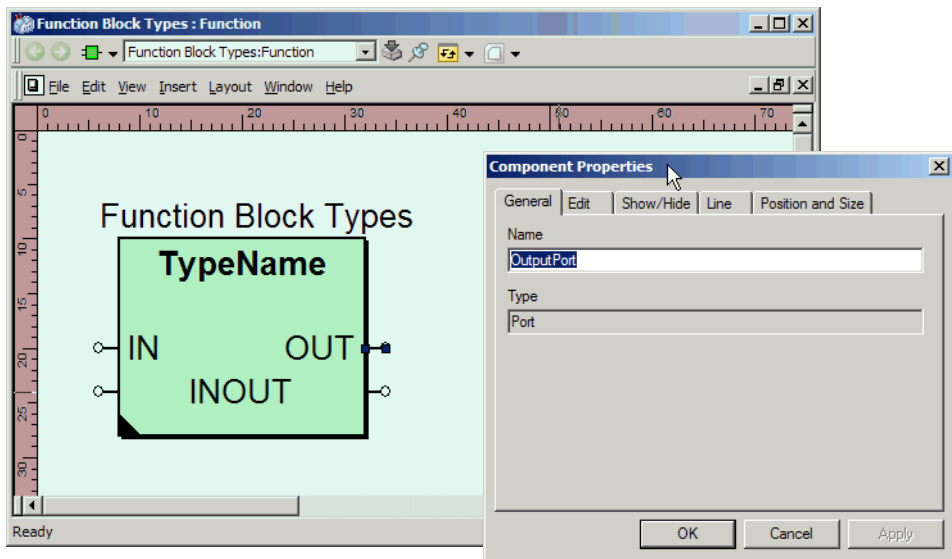 Function Block Types : Function
Function Block Types:Function
File Edit View Insert Layout Window Help
0 10 20 30 40 50 60 70
0
5
10
15
20
25
30
Function Block Types
TypeName
IN OUT
INOUT
Ready
Component Properties
General Edit Show/Hide Line Position and Size
Name
OutputPort
Type
Port
OK Cancel Apply